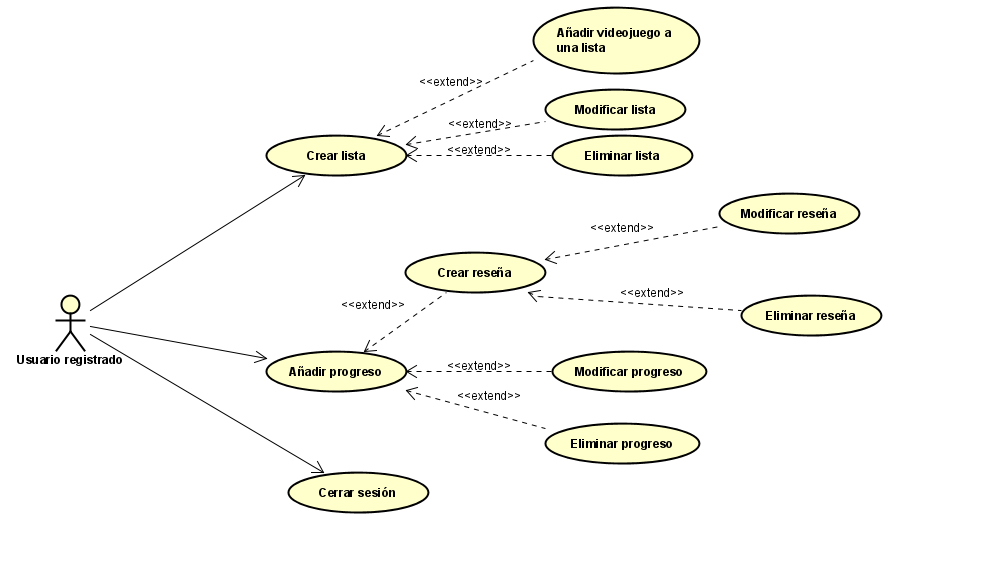 Añadir videojuego a
una lista
<<extend>>
Modificar lista
<<extend>>
Crear lista
<<extend>>
Eliminar lista
Modificar reseña
<<extend>>
Crear reseña
<<extend>>
<<extend>>
Eliminar reseña
Usuario registrado
<<extend>>
Añadir progreso
Modificar progreso
<<extend>>
Eliminar progreso
Cerrar sesión